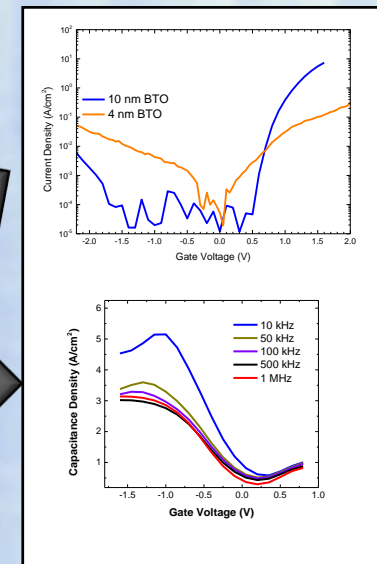 10²
10¹
10⁰
10⁻¹
10⁻²
10⁻³
10⁻⁴
10⁻⁵
Current Density (A/cm²)
10 nm BTO
4 nm BTO
-2.0 -1.5 -1.0 -0.5 0.0 0.5 1.0 1.5 2.0
Gate Voltage (V)
6
5
4
3
2
1
Capacitance Density (A/cm²)
10 kHz
50 kHz
100 kHz
500 kHz
1 MHz
-1.5 -1.0 -0.5 0.0 0.5 1.0
Gate Voltage (V)